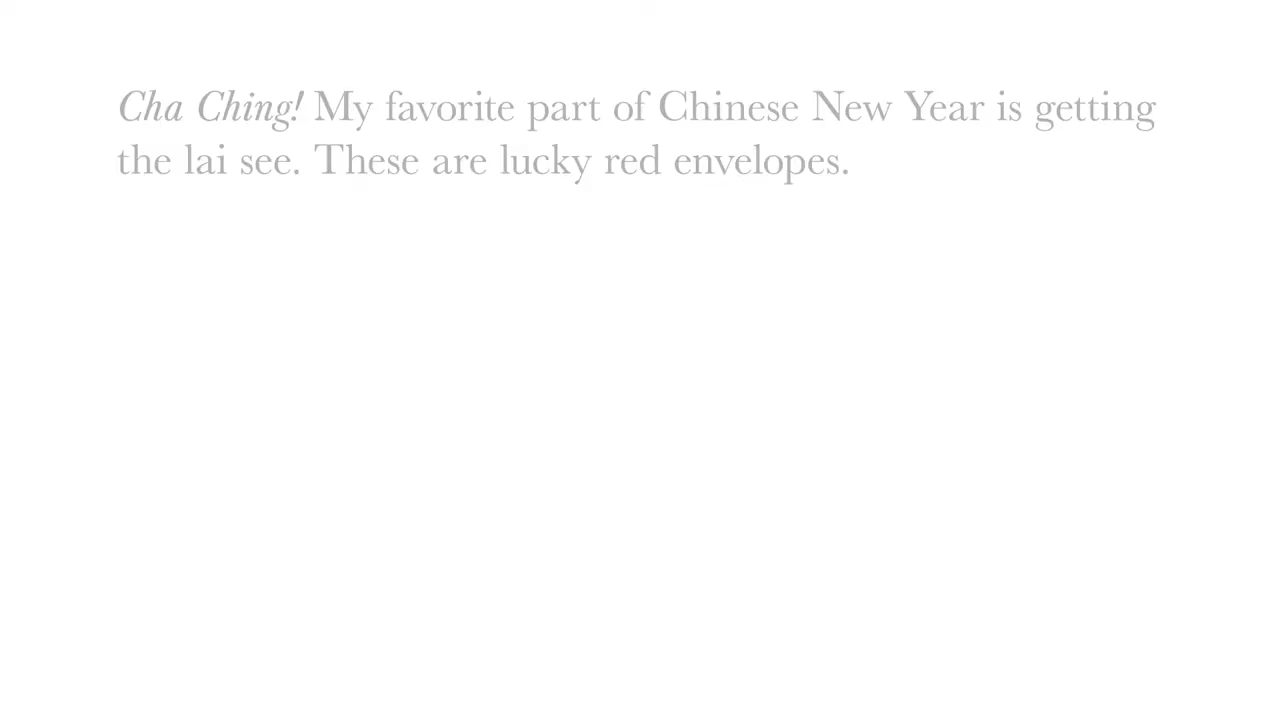 Cha Ching! My favorite part of Chinese New Year is getting
the lai see. These are lucky red envelopes.